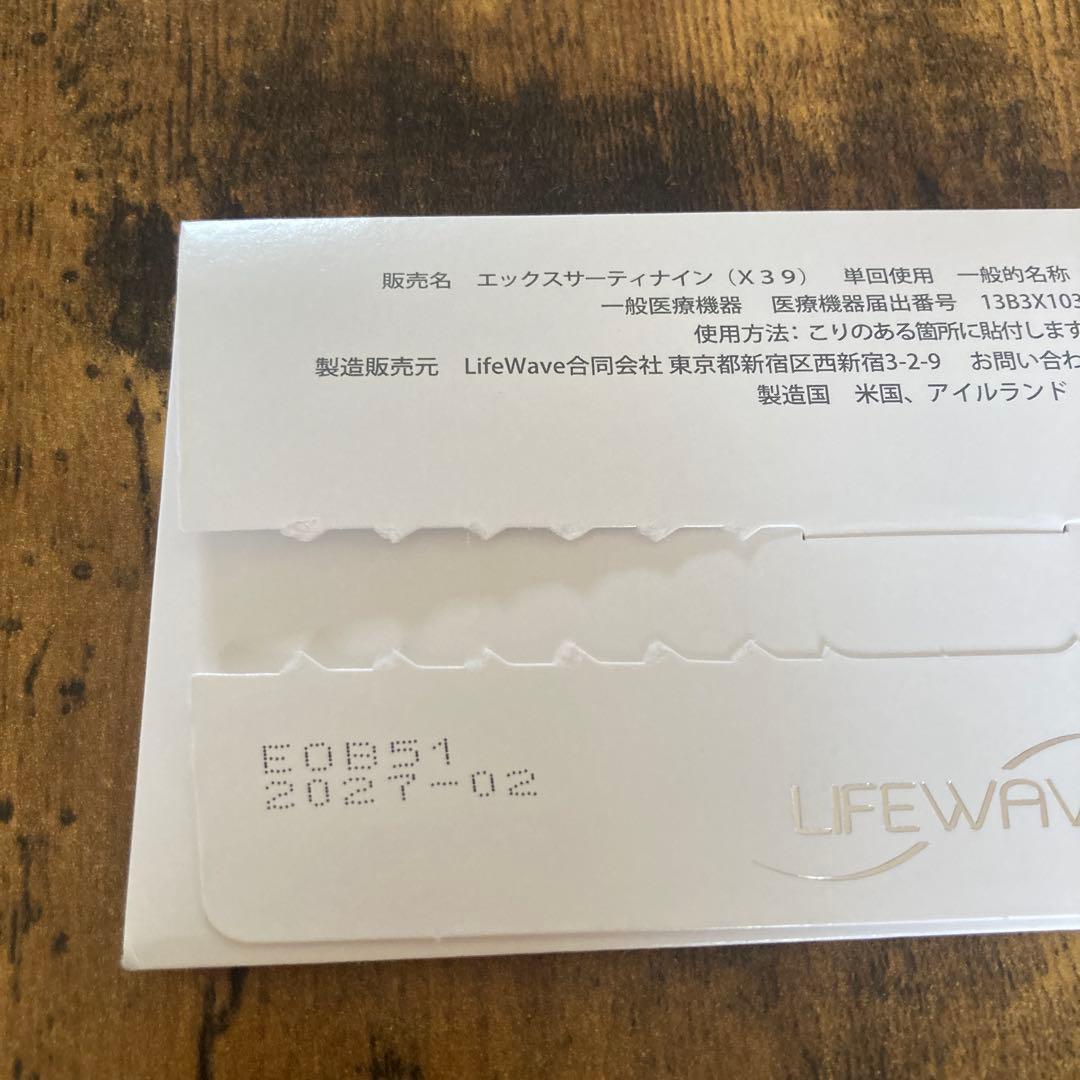 販売名 エックスサーティナイン（X39） 単回使用 一般的名称
一般医療機器 医療機器届出番号 13B3X103
使用方法：こりのある箇所に貼付します
製造販売元 LifeWave合同会社 東京都新宿区西新宿3-2-9 お問い合わ
製造国 米国、アイルランド
E0B51
2027-02
LIFEWAV